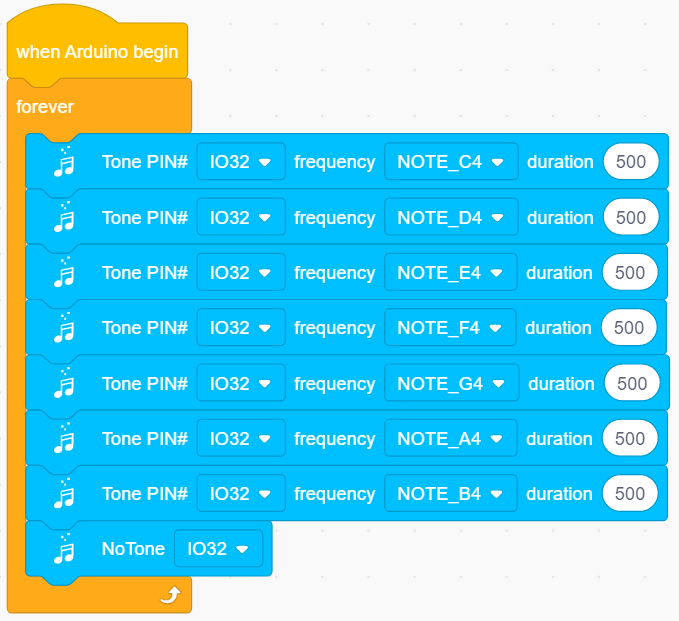 when Arduino begin
forever
Tone PIN# IO32 frequency NOTE_C4 duration 500
Tone PIN# IO32 frequency NOTE_D4 duration 500
Tone PIN# IO32 frequency NOTE_E4 duration 500
Tone PIN# IO32 frequency NOTE_F4 duration 500
Tone PIN# IO32 frequency NOTE_G4 duration 500
Tone PIN# IO32 frequency NOTE_A4 duration 500
Tone PIN# IO32 frequency NOTE_B4 duration 500
NoTone IO32